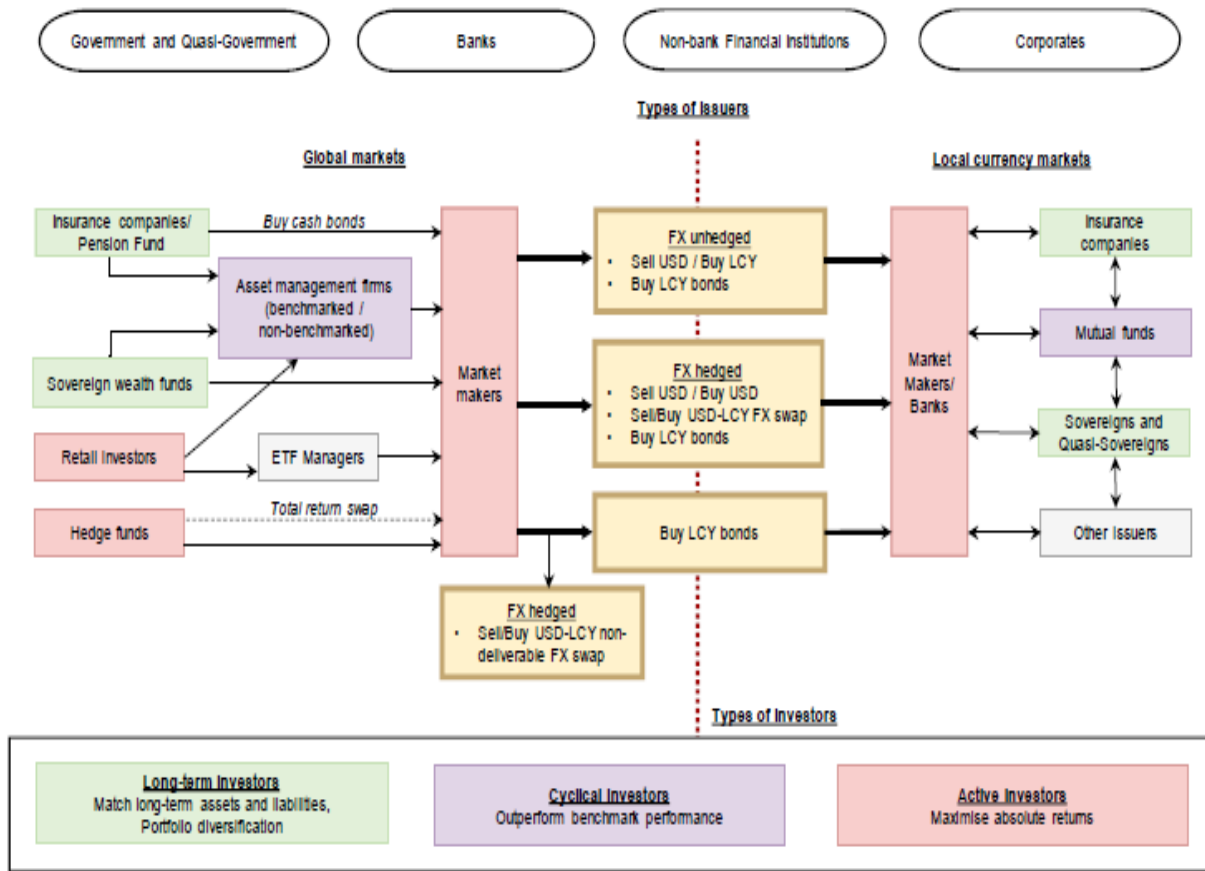 Government and Quasi-Government
Banks
Non-bank Financial Institutions
Corporates
Types of Issuers
Global markets
Local currency markets
Insurance companies/
Pension Fund
Buy cash bonds
Asset management firms
(benchmarked /
non-benchmarked)
Sovereign wealth funds
Retail Investors
ETF Managers
Total return swap
Hedge funds
Market
makers
FX unhedged
• Sell USD / Buy LCY
• Buy LCY bonds
FX hedged
• Sell USD / Buy USD
• Sell/Buy USD-LCY FX swap
• Buy LCY bonds
Buy LCY bonds
FX hedged
• Sell/Buy USD-LCY non-
deliverable FX swap
Market
Makers/
Banks
Insurance
companies
Mutual funds
Sovereigns and
Quasi-Sovereigns
Other Issuers
Types of Investors
Long-term Investors
Match long-term assets and liabilities,
Portfolio diversification
Cyclical Investors
Outperform benchmark performance
Active Investors
Maximise absolute returns